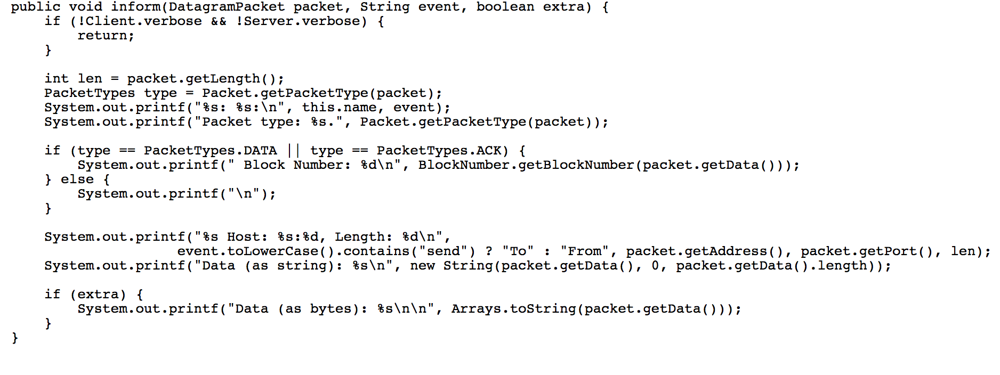 public void inform(DatagramPacket packet, String event, boolean extra) {
    if (!Client.verbose && !Server.verbose) {
        return;
    }

    int len = packet.getLength();
    PacketTypes type = Packet.getPacketType(packet);
    System.out.printf("%s: %s:\n", this.name, event);
    System.out.printf("Packet type: %s.", Packet.getPacketType(packet));

    if (type == PacketTypes.DATA || type == PacketTypes.ACK) {
        System.out.printf(" Block Number: %d\n", BlockNumber.getBlockNumber(packet.getData()));
    } else {
        System.out.printf("\n");
    }

    System.out.printf("%s Host: %s:%d, Length: %d\n",
                    event.toLowerCase().contains("send") ? "To" : "From", packet.getAddress(), packet.getPort(), len);
    System.out.printf("Data (as string): %s\n", new String(packet.getData(), 0, packet.getData().length));

    if (extra) {
        System.out.printf("Data (as bytes): %s\n\n", Arrays.toString(packet.getData()));
    }
}